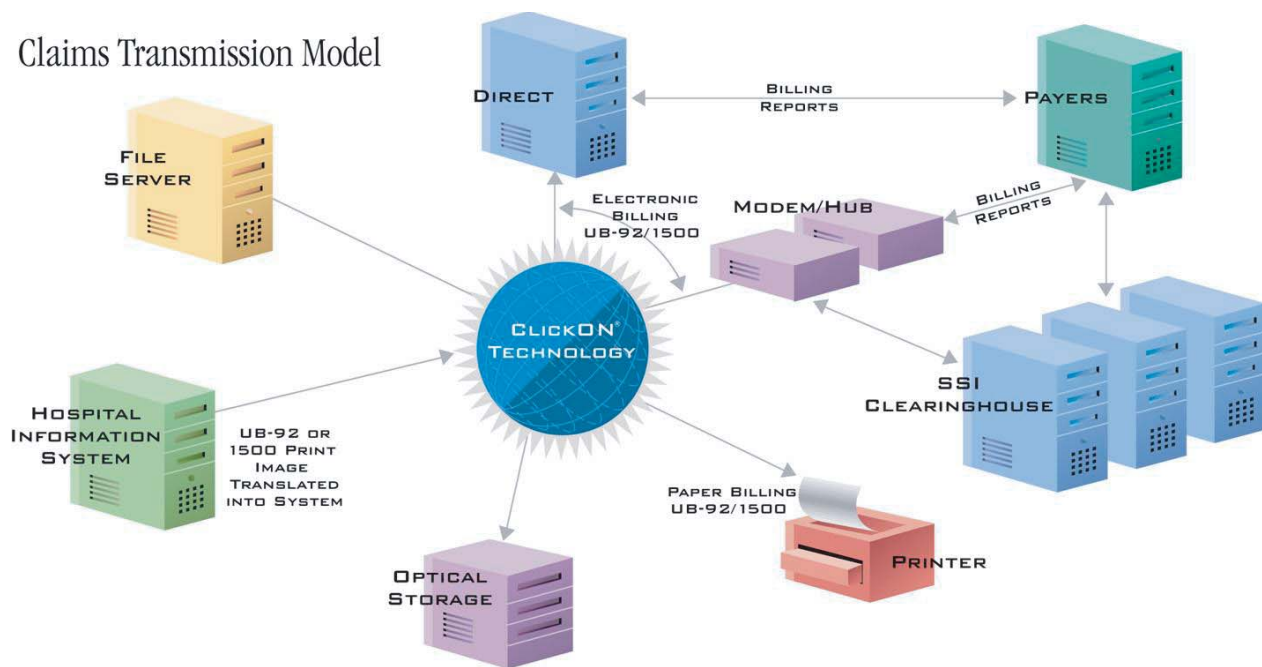 Claims Transmission Model
DIRECT
BILLING
REPORTS
PAYERS
FILE
SERVER
ELECTRONIC
BILLING
UB-92/1500
MODEM/HUB
BILLING
REPORTS
CLICKON®
TECHNOLOGY
SSI
CLEARINGHOUSE
HOSPITAL
INFORMATION
SYSTEM
UB-92 OR
1500 PRINT
IMAGE
TRANSLATED
INTO SYSTEM
PAPER BILLING
UB-92/1500
PRINTER
OPTICAL
STORAGE